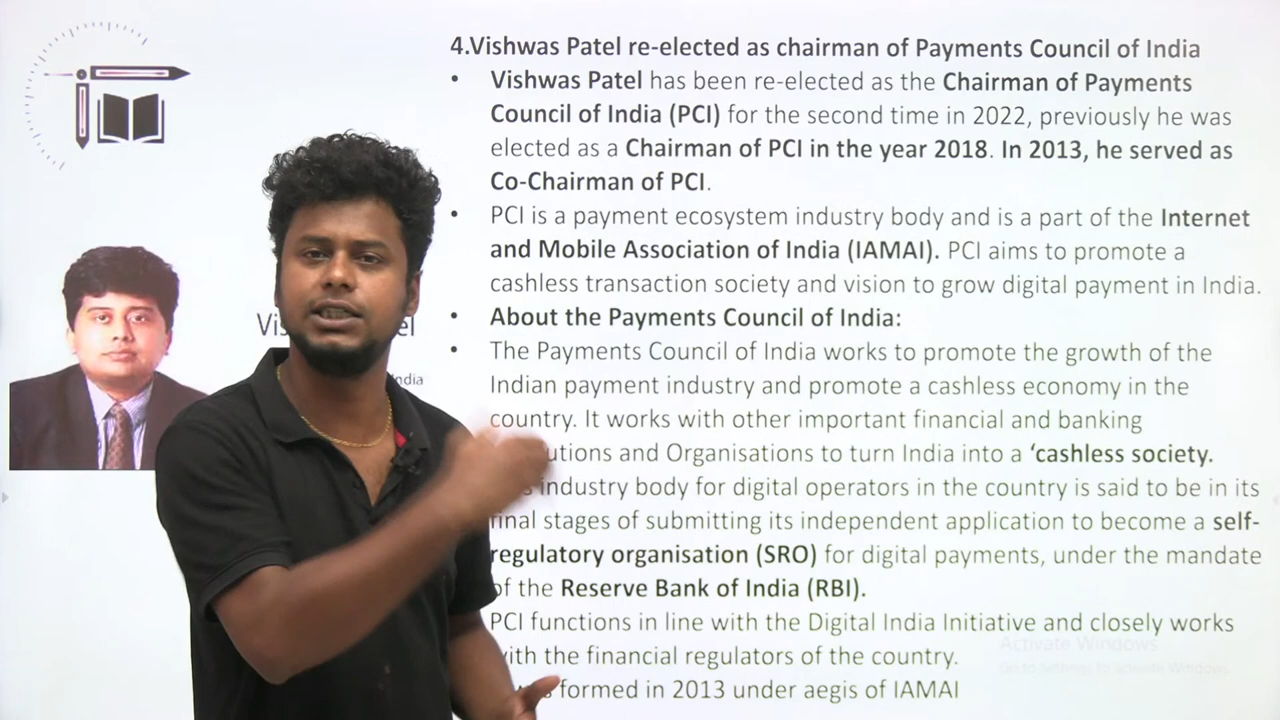 4.Vishwas Patel re-elected as chairman of Payments Council of India
• Vishwas Patel has been re-elected as the Chairman of Payments
Council of India (PCI) for the second time in 2022, previously he was
elected as a Chairman of PCI in the year 2018. In 2013, he served as
Co-Chairman of PCI.
• PCI is a payment ecosystem industry body and is a part of the Internet
and Mobile Association of India (IAMAI). PCI aims to promote a
cashless transaction society and vision to grow digital payment in India.
• About the Payments Council of India:
• The Payments Council of India works to promote the growth of the
Indian payment industry and promote a cashless economy in the
country. It works with other important financial and banking
and Organisations to turn India into a ‘cashless society.
industry body for digital operators in the country is said to be in its
final stages of submitting its independent application to become a self-
regulatory organisation (SRO) for digital payments, under the mandate
of the Reserve Bank of India (RBI).
PCI functions in line with the Digital India Initiative and closely works
with the financial regulators of the country.
formed in 2013 under aegis of IAMAI
Activate Windows
Go to Settings to activate Windows.